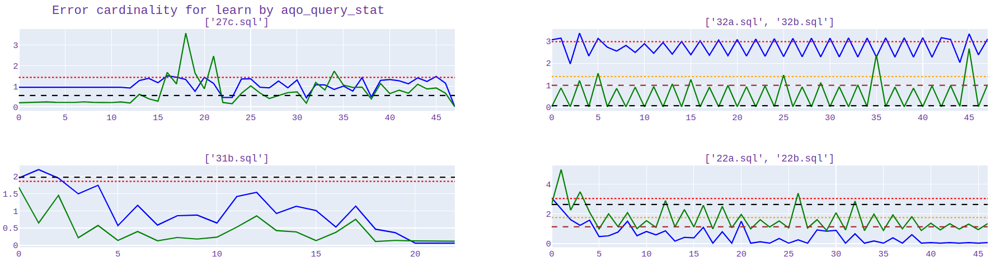 Error cardinality for learn by aqo_query_stat
['27c.sql']
3
2
1
0
0 5 10 15 20 25 30 35 40 45
['32a.sql', '32b.sql']
3
2
1
0
0 5 10 15 20 25 30 35 40 45
['31b.sql']
2
1.5
1
0.5
0
0 5 10 15 20
['22a.sql', '22b.sql']
4
2
0
0 5 10 15 20 25 30 35 40 45